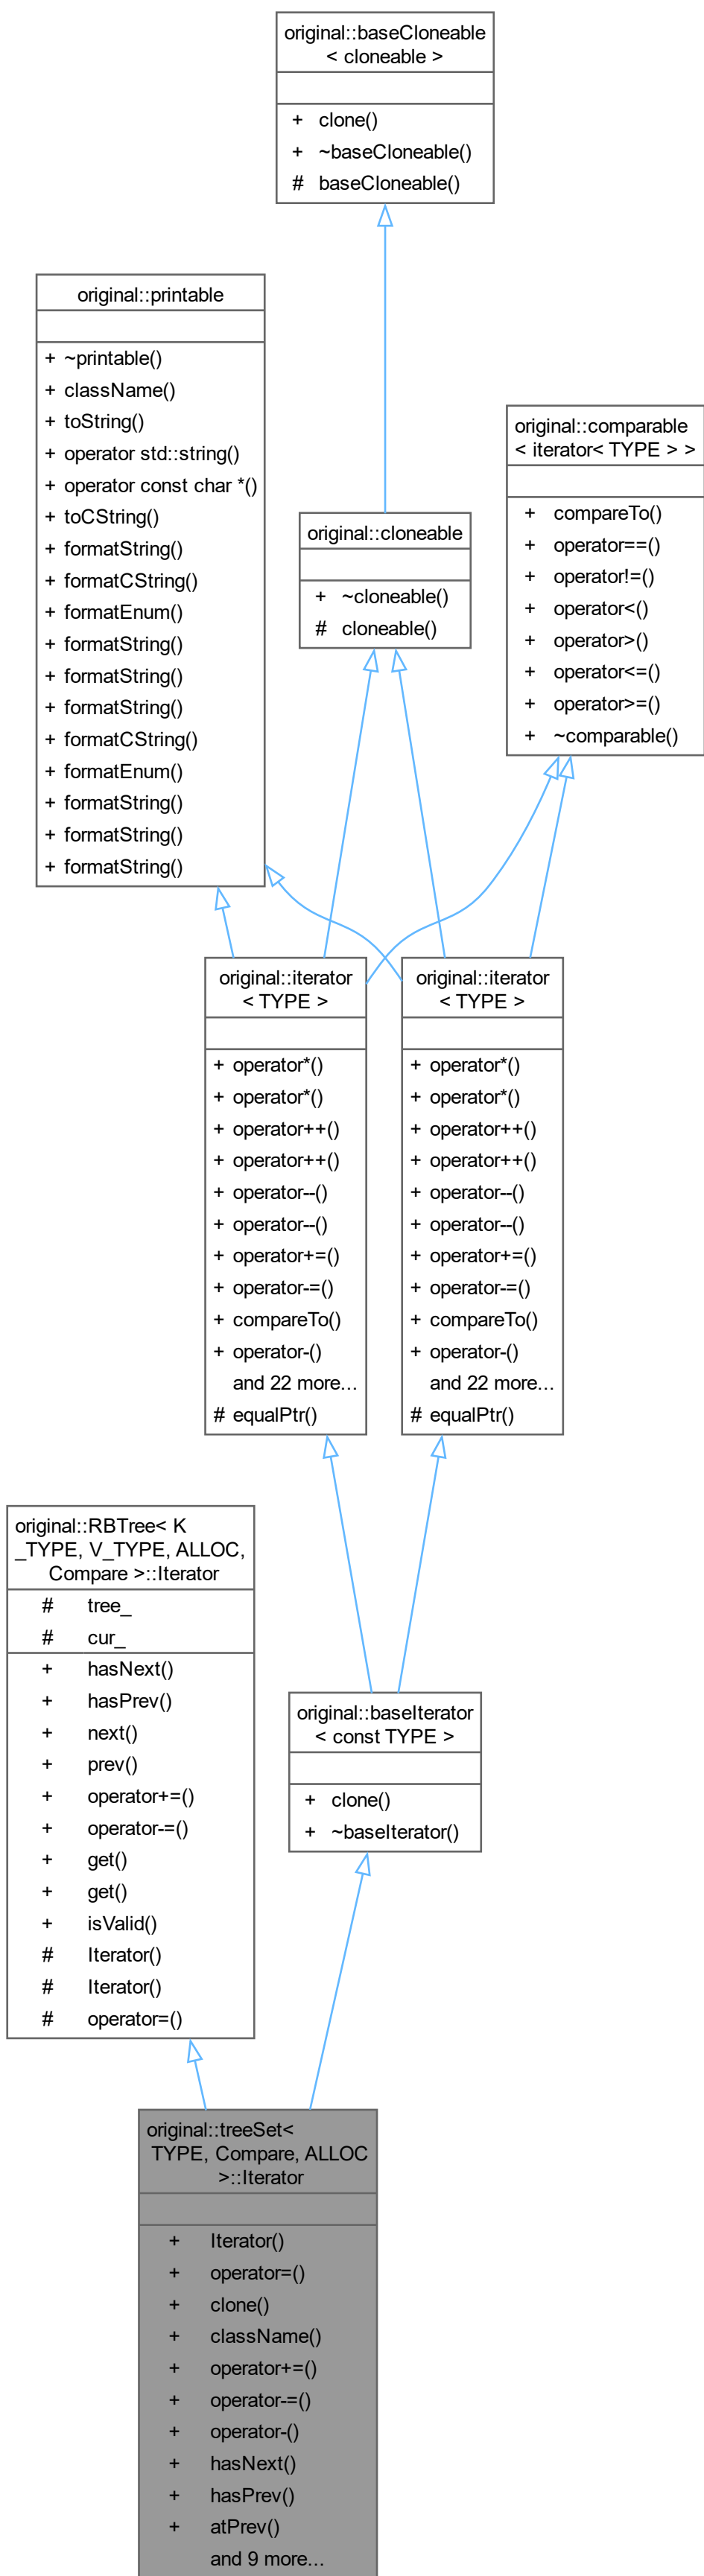 original::baseCloneable
< cloneable >
+ clone()
+ ~baseCloneable()
# baseCloneable()
original::printable
+ ~printable()
+ className()
+ toString()
+ operator std::string()
+ operator const char *()
+ toCString()
+ formatString()
+ formatCString()
+ formatEnum()
+ formatString()
+ formatString()
+ formatString()
+ formatCString()
+ formatEnum()
+ formatString()
+ formatString()
+ formatString()
original::comparable
< iterator< TYPE > >
+ compareTo()
+ operator==()
+ operator!=()
+ operator<()
+ operator>()
+ operator<=()
+ operator>=()
+ ~comparable()
original::cloneable
+ ~cloneable()
# cloneable()
original::iterator
< TYPE >
+ operator*()
+ operator*()
+ operator++()
+ operator++()
+ operator--()
+ operator--()
+ operator+=()
+ operator-=()
+ compareTo()
+ operator-()
and 22 more...
# equalPtr()
original::iterator
< TYPE >
+ operator*()
+ operator*()
+ operator++()
+ operator++()
+ operator--()
+ operator--()
+ operator+=()
+ operator-=()
+ compareTo()
+ operator-()
and 22 more...
# equalPtr()
original::RBTree< K
_TYPE, V_TYPE, ALLOC,
Compare >::Iterator
# tree_
# cur_
+ hasNext()
+ hasPrev()
+ next()
+ prev()
+ operator+=()
+ operator-=()
+ get()
+ get()
+ isValid()
# Iterator()
# Iterator()
# operator=()
original::baseIterator
< const TYPE >
+ clone()
+ ~baseIterator()
original::treeSet<
TYPE, Compare, ALLOC
>::Iterator
+ Iterator()
+ operator=()
+ clone()
+ className()
+ operator+=()
+ operator-=()
+ operator-()
+ hasNext()
+ hasPrev()
+ atPrev()
and 9 more...